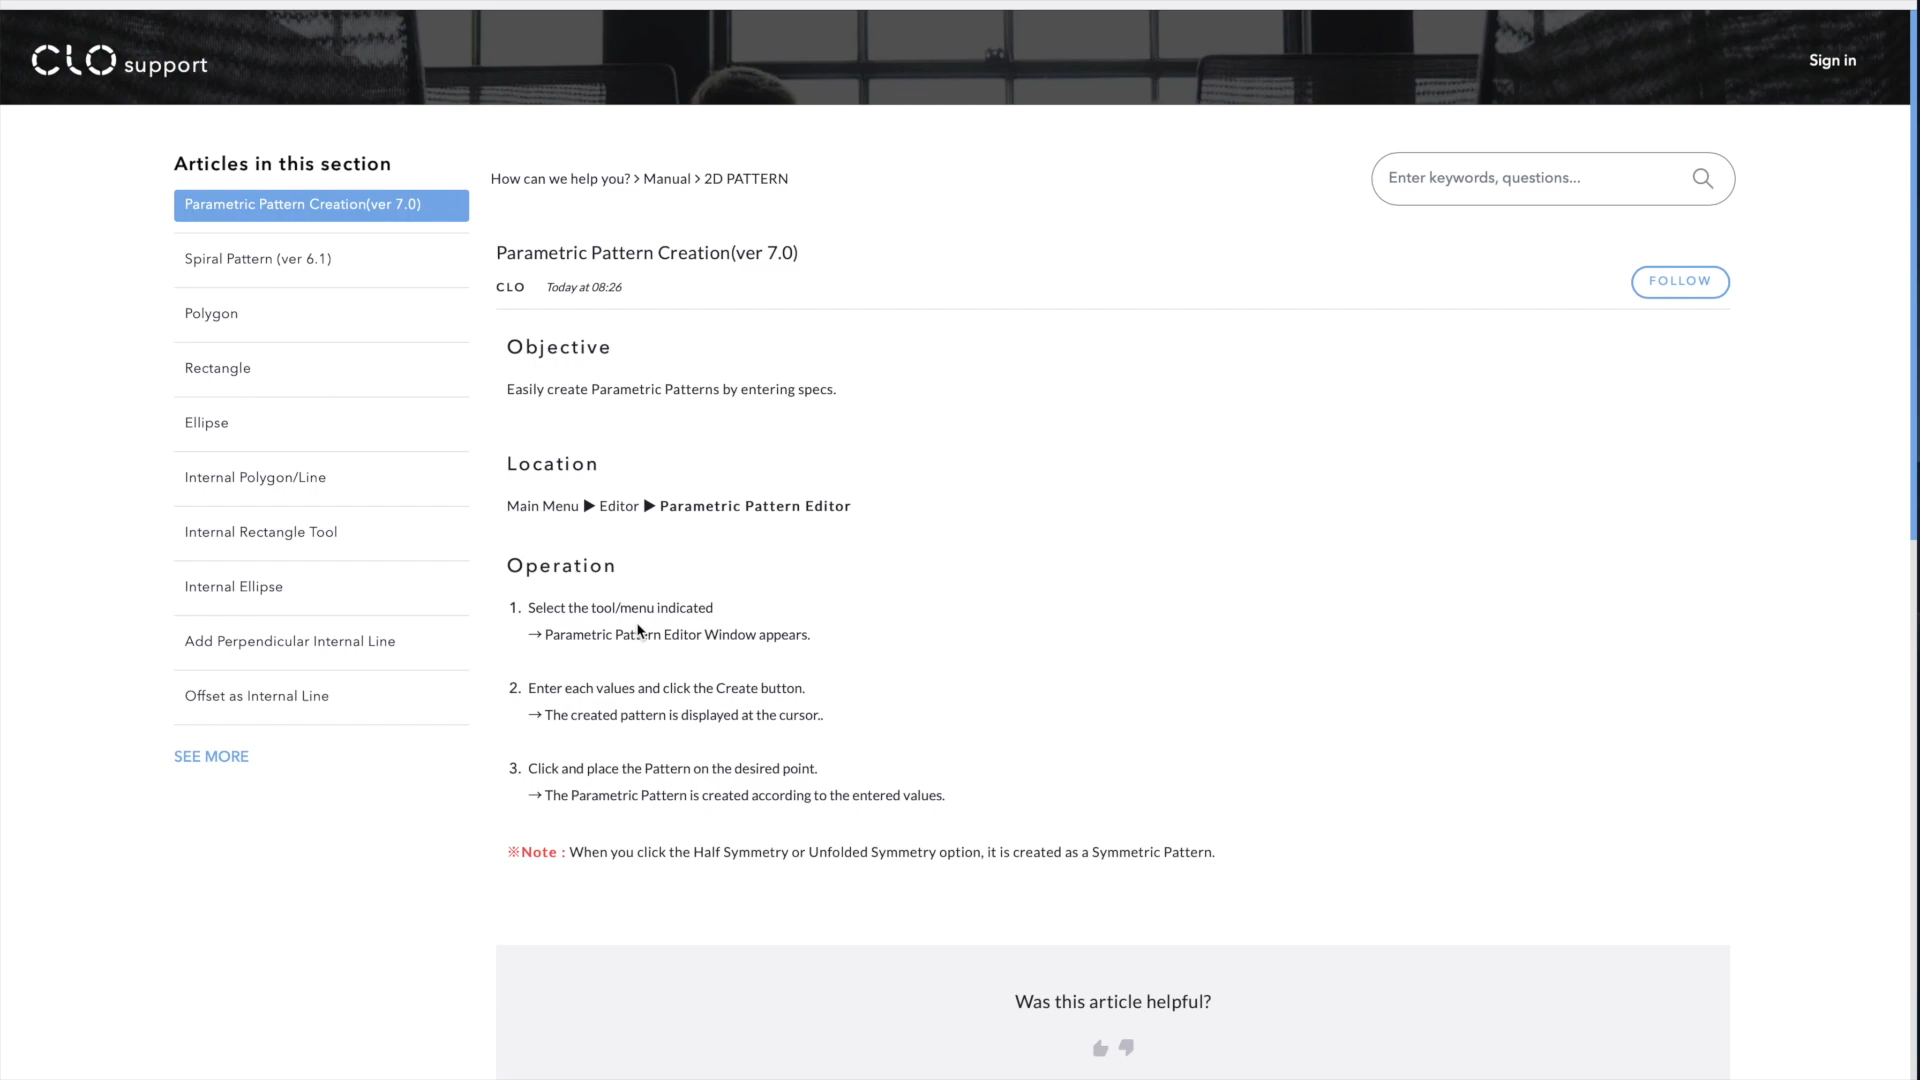 CLO support
Sign in
Articles in this section
Parametric Pattern Creation(ver 7.0)
Spiral Pattern (ver 6.1)
Polygon
Rectangle
Ellipse
Internal Polygon/Line
Internal Rectangle Tool
Internal Ellipse
Add Perpendicular Internal Line
Offset as Internal Line
SEE MORE
How can we help you? > Manual > 2D PATTERN
Enter keywords, questions...
Parametric Pattern Creation(ver 7.0)
CLO Today at 08:26
FOLLOW
Objective
Easily create Parametric Patterns by entering specs.
Location
Main Menu ▶ Editor ▶ Parametric Pattern Editor
Operation
1. Select the tool/menu indicated
→ Parametric Pattern Editor Window appears.
2. Enter each values and click the Create button.
→ The created pattern is displayed at the cursor..
3. Click and place the Pattern on the desired point.
→ The Parametric Pattern is created according to the entered values.
※Note : When you click the Half Symmetry or Unfolded Symmetry option, it is created as a Symmetric Pattern.
Was this article helpful?